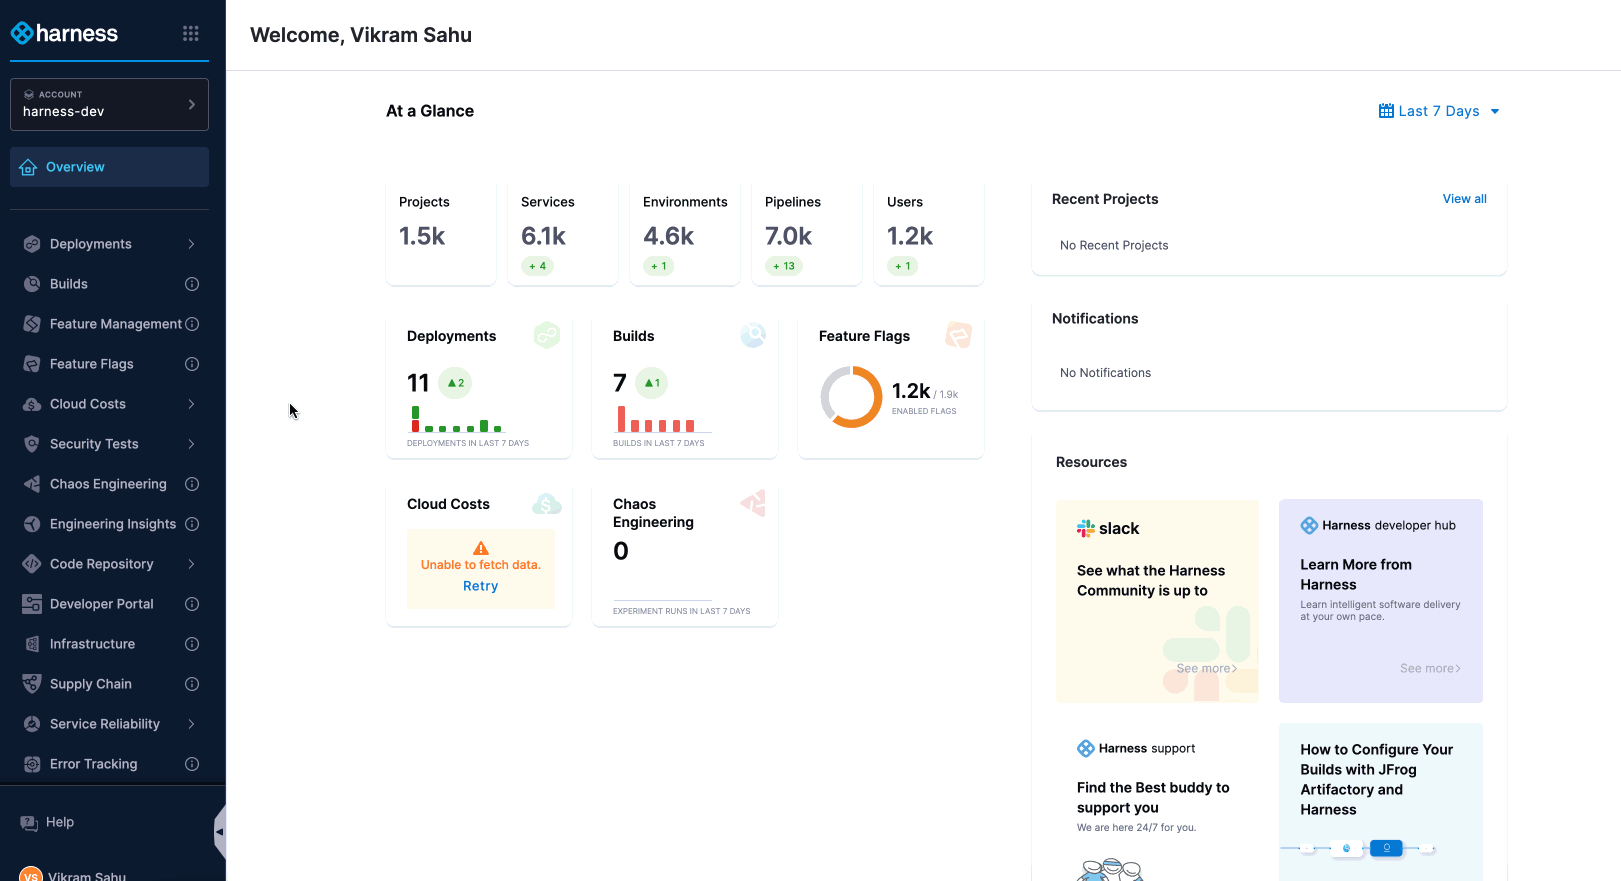 harness
ACCOUNT
harness-dev
Overview
Deployments
Builds
Feature Management
Feature Flags
Cloud Costs
Security Tests
Chaos Engineering
Engineering Insights
Code Repository
Developer Portal
Infrastructure
Supply Chain
Service Reliability
Error Tracking
Help
VS Vikram Sahu
Welcome, Vikram Sahu
At a Glance
Last 7 Days
Projects
1.5k
Services
6.1k
+ 4
Environments
4.6k
+ 1
Pipelines
7.0k
+ 13
Users
1.2k
+ 1
Deployments
11 ▲2
DEPLOYMENTS IN LAST 7 DAYS
Builds
7 ▲1
BUILDS IN LAST 7 DAYS
Feature Flags
1.2k / 1.9k
ENABLED FLAGS
Cloud Costs
Unable to fetch data.
Retry
Chaos
Engineering
0
EXPERIMENT RUNS IN LAST 7 DAYS
Recent Projects
View all
No Recent Projects
Notifications
No Notifications
Resources
slack
See what the Harness
Community is up to
See more>
Harness developer hub
Learn More from
Harness
Learn intelligent software delivery
at your own pace.
See more>
Harness support
Find the Best buddy to
support you
We are here 24/7 for you.
How to Configure Your
Builds with JFrog
Artifactory and
Harness